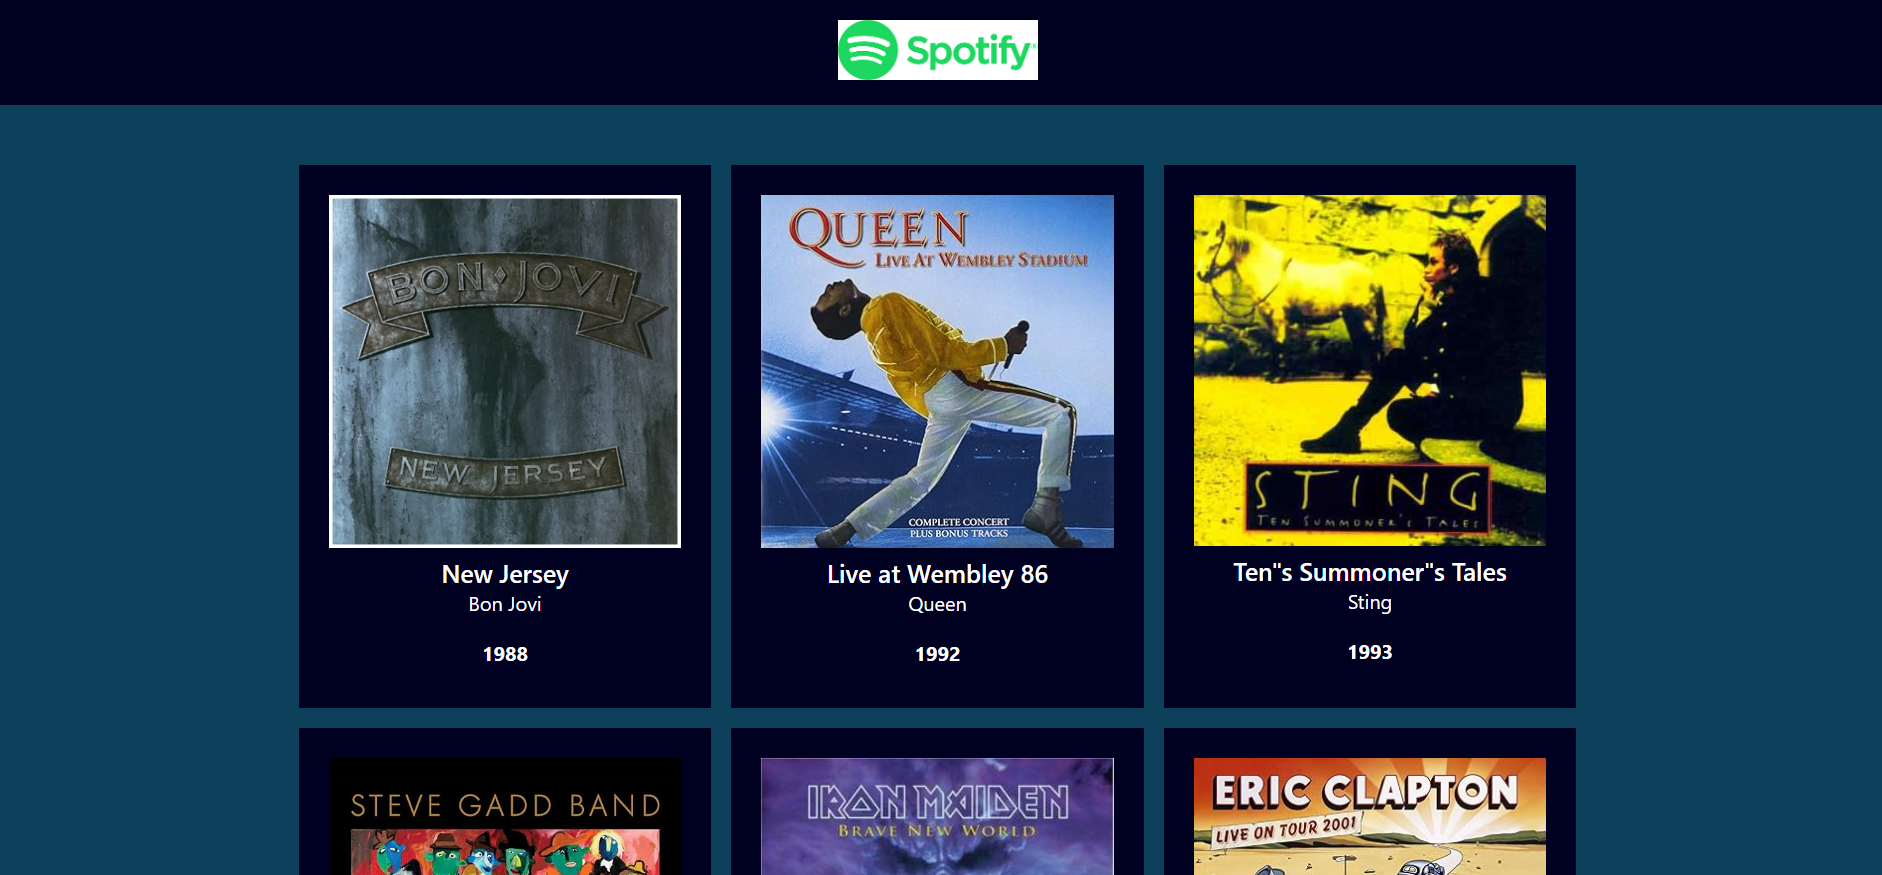 Spotify®
BON JOVI
NEW JERSEY
New Jersey
Bon Jovi
1988
QUEEN
LIVE AT WEMBLEY STADIUM
COMPLETE CONCERT
PLUS BONUS TRACKS
Live at Wembley 86
Queen
1992
STING
TEN SUMMONER'S TALES
Ten"s Summoner"s Tales
Sting
1993
STEVE GADD BAND
IRON MAIDEN
BRAVE NEW WORLD
ERIC CLAPTON
LIVE ON TOUR 2001